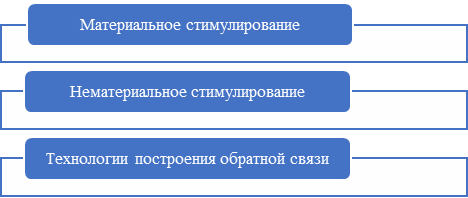 Материальное стимулирование
Нематериальное стимулирование
Технологии построения обратной связи